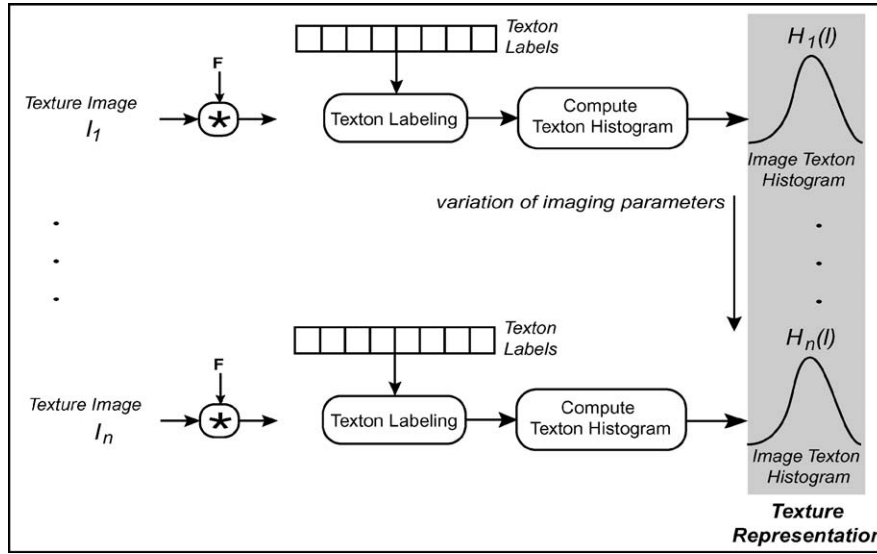 Texton
Labels
H1(l)
F
Texture Image
I1
*
Texton Labeling
Compute
Texton Histogram
Image Texton
Histogram
variation of imaging parameters
Texton
Labels
Hn(l)
F
Texture Image
In
*
Texton Labeling
Compute
Texton Histogram
Image Texton
Histogram
Texture
Representation